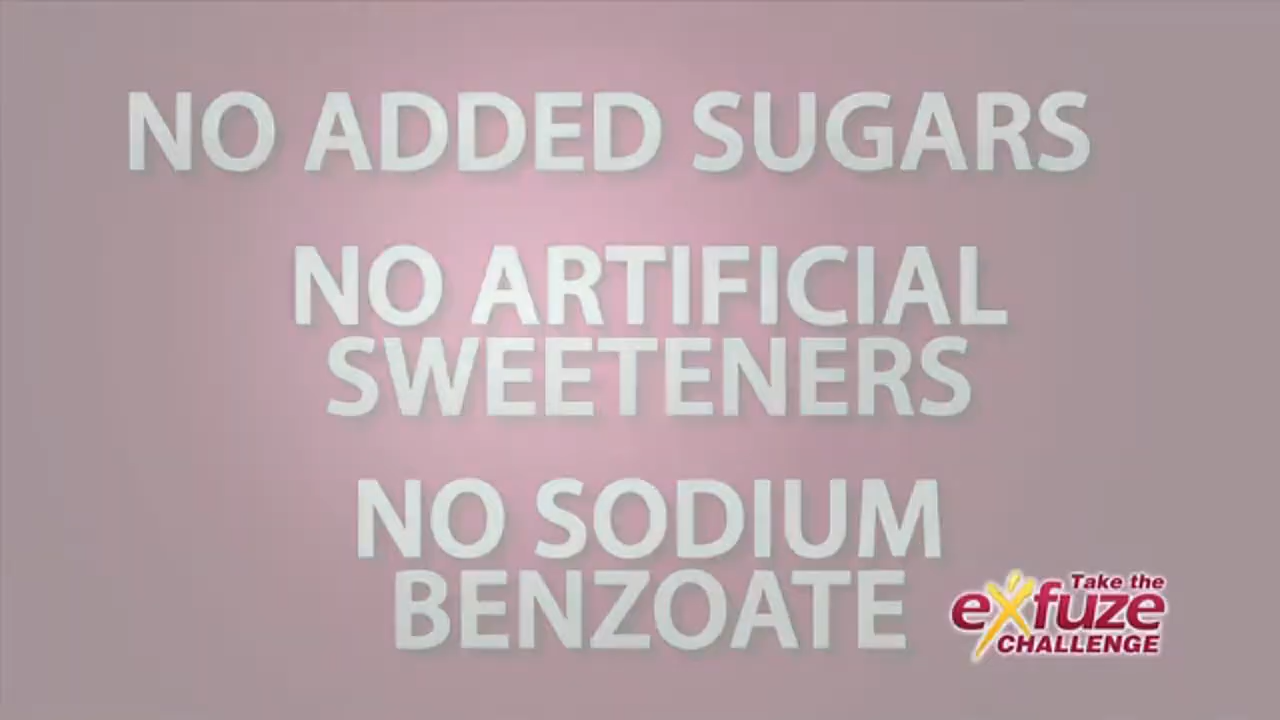 NO ADDED SUGARS
NO ARTIFICIAL
SWEETENERS
NO SODIUM
BENZOATE
Take the
eXfuze
CHALLENGE